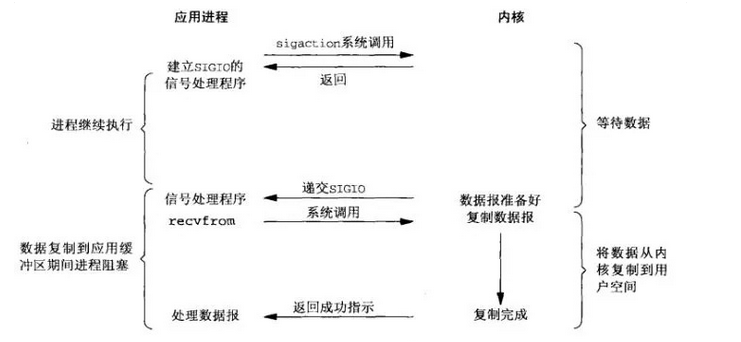 应用进程
内核
sigaction系统调用
建立SIGIO的
信号处理程序
返回
进程继续执行
等待数据
递交SIGIO
信号处理程序
数据报准备好
复制数据报
recvfrom
系统调用
数据复制到应用缓
冲区期间进程阻塞
将数据从内
核复制到用
户空间
处理数据报
返回成功指示
复制完成